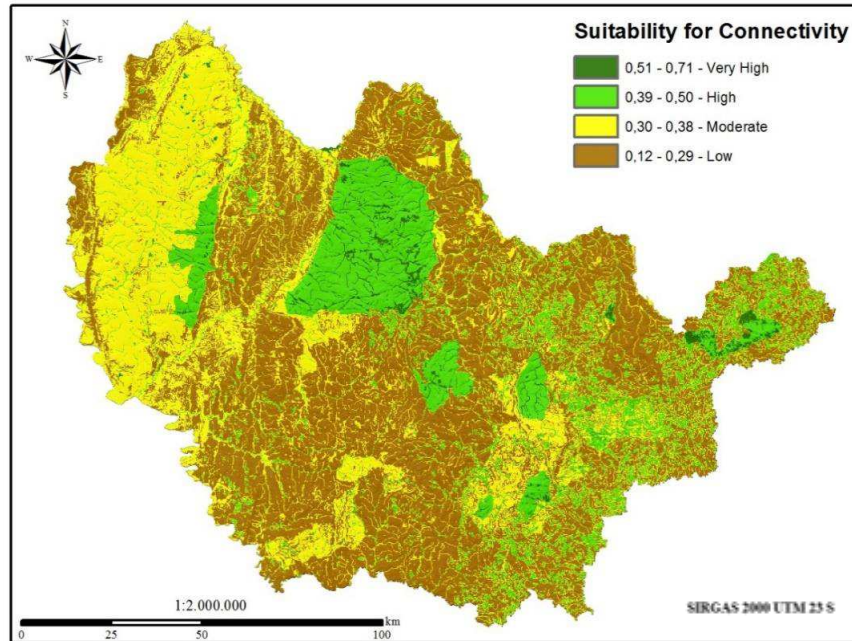 N
W E
S
Suitability for Connectivity
0,51 - 0,71 - Very High
0,39 - 0,50 - High
0,30 - 0,38 - Moderate
0,12 - 0,29 - Low
1:2.000.000
km
0 25 50 100
SIRGAS 2000 UTM 23 S